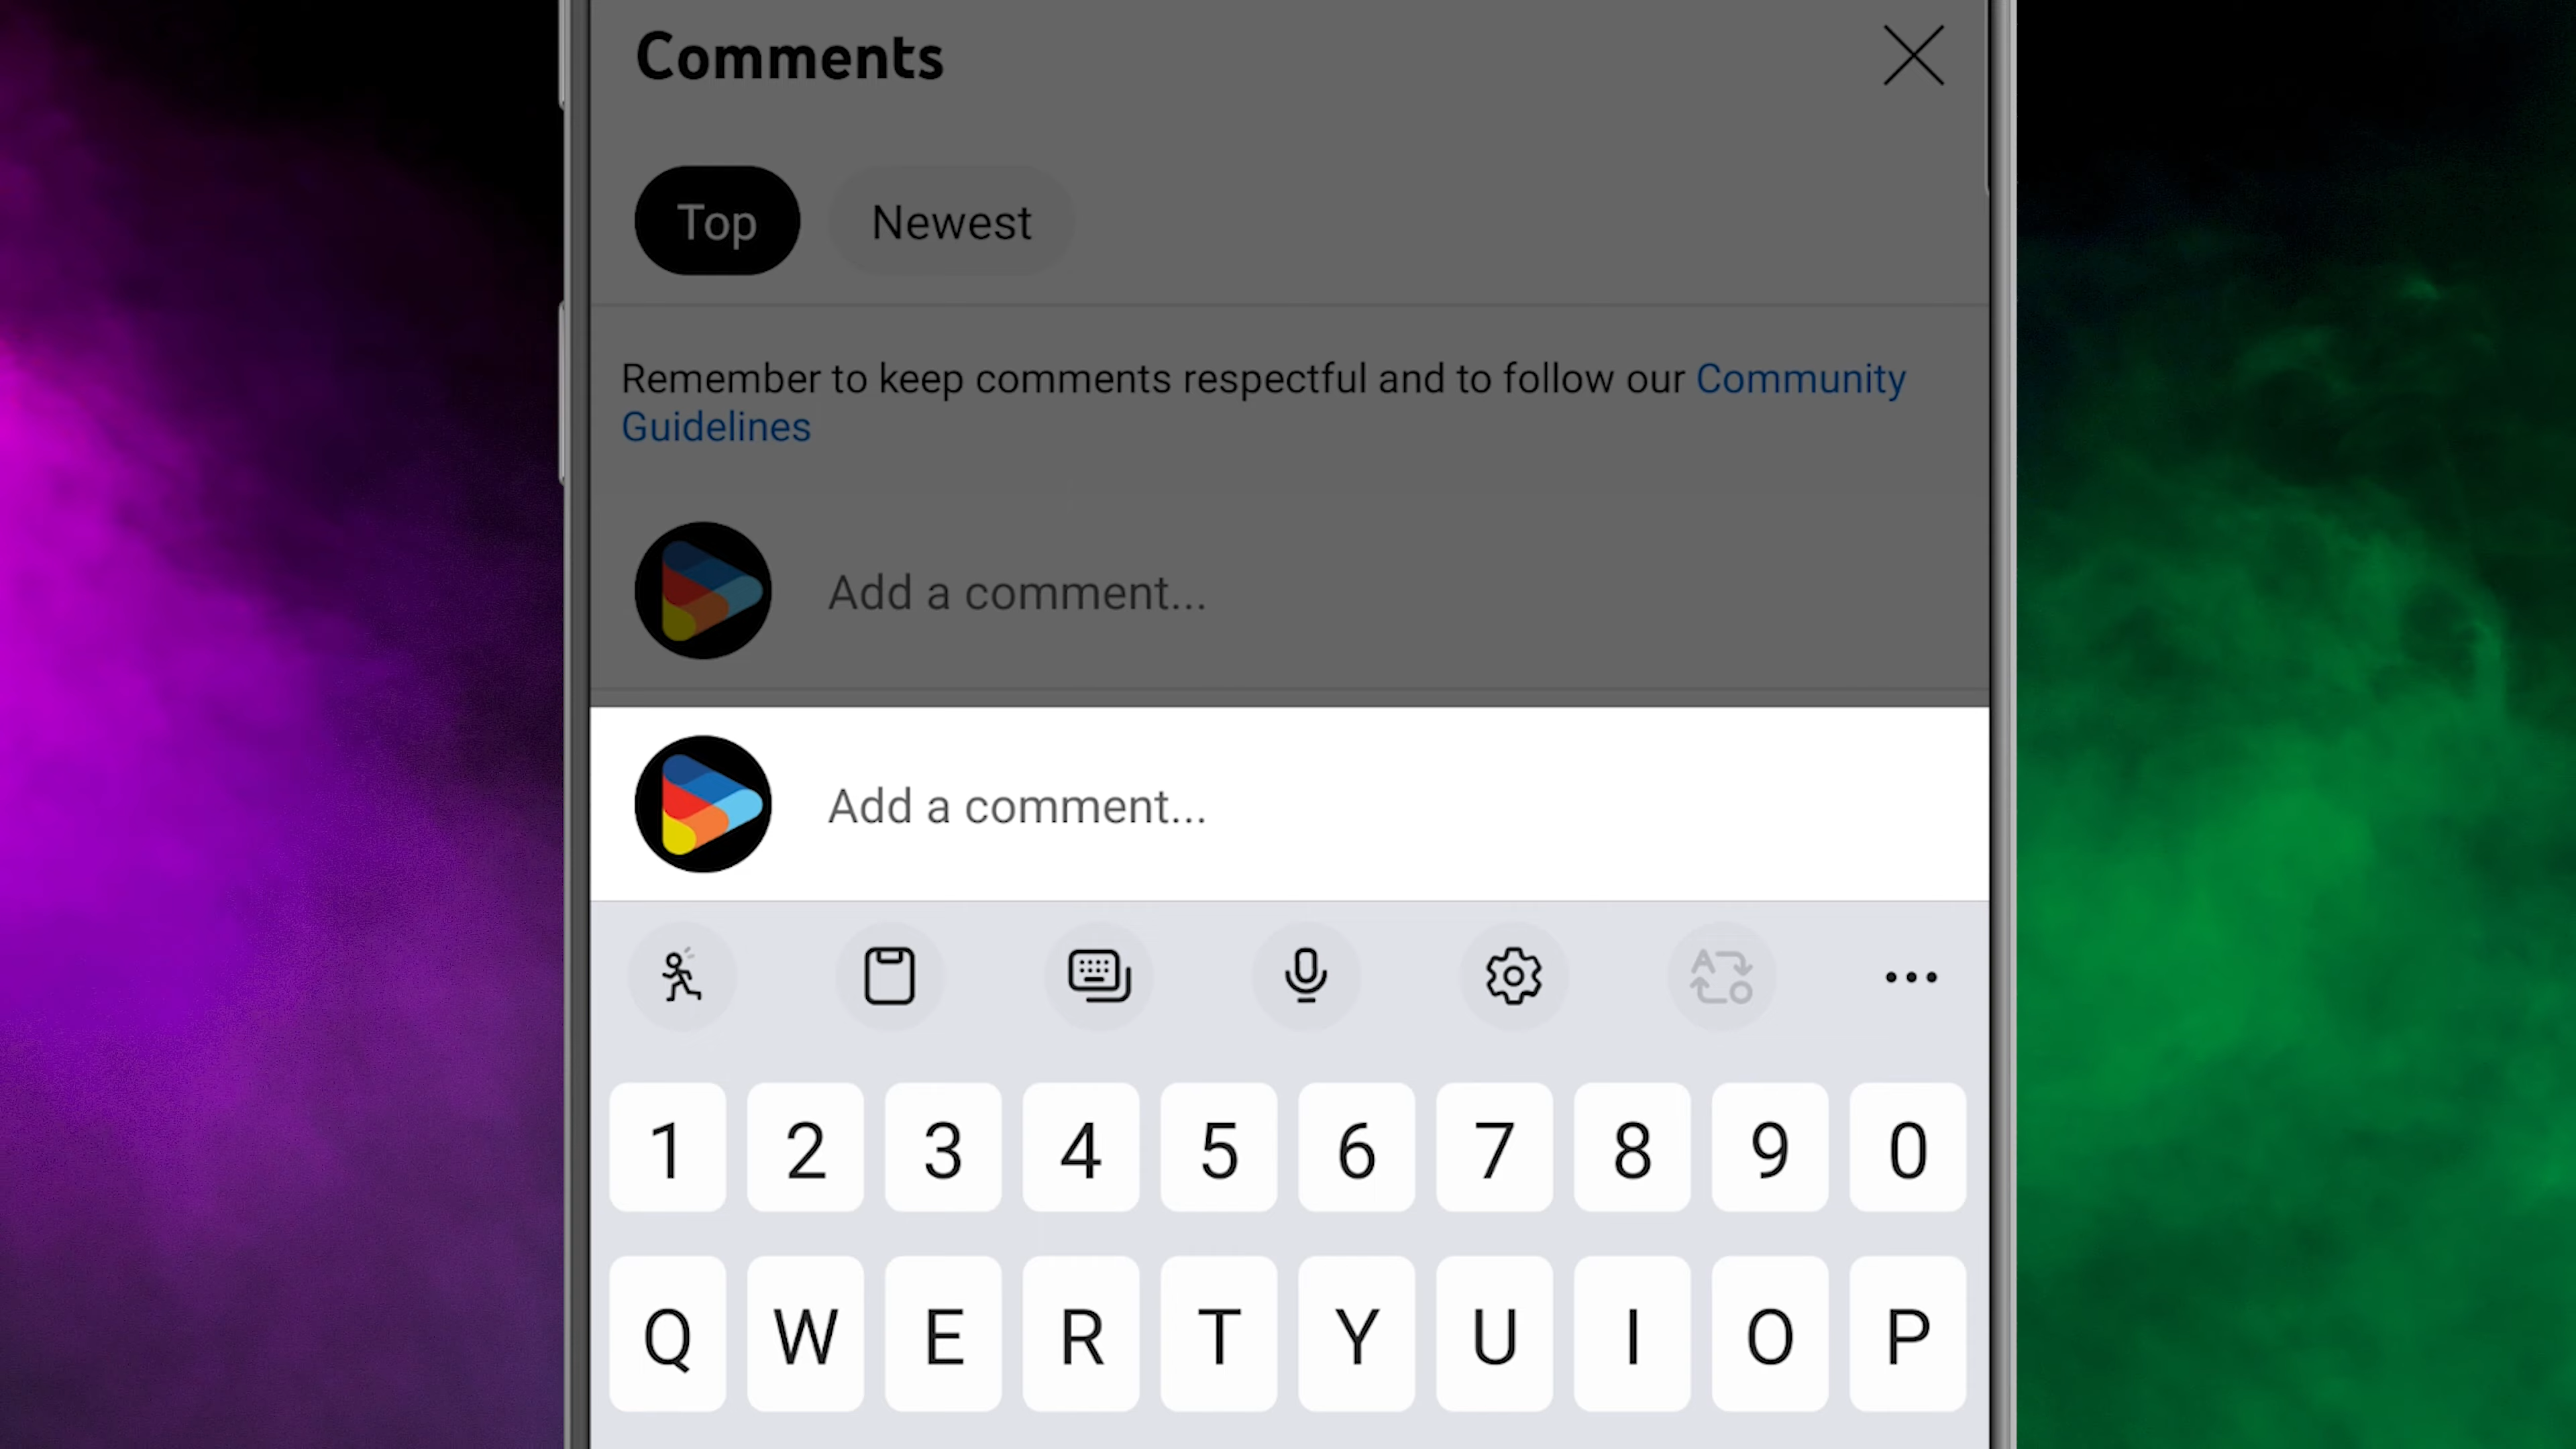 Comments
Top Newest
Remember to keep comments respectful and to follow our Community
Guidelines
Add a comment...
Add a comment...
1 2 3 4 5 6 7 8 9 0
Q W E R T Y U I O P